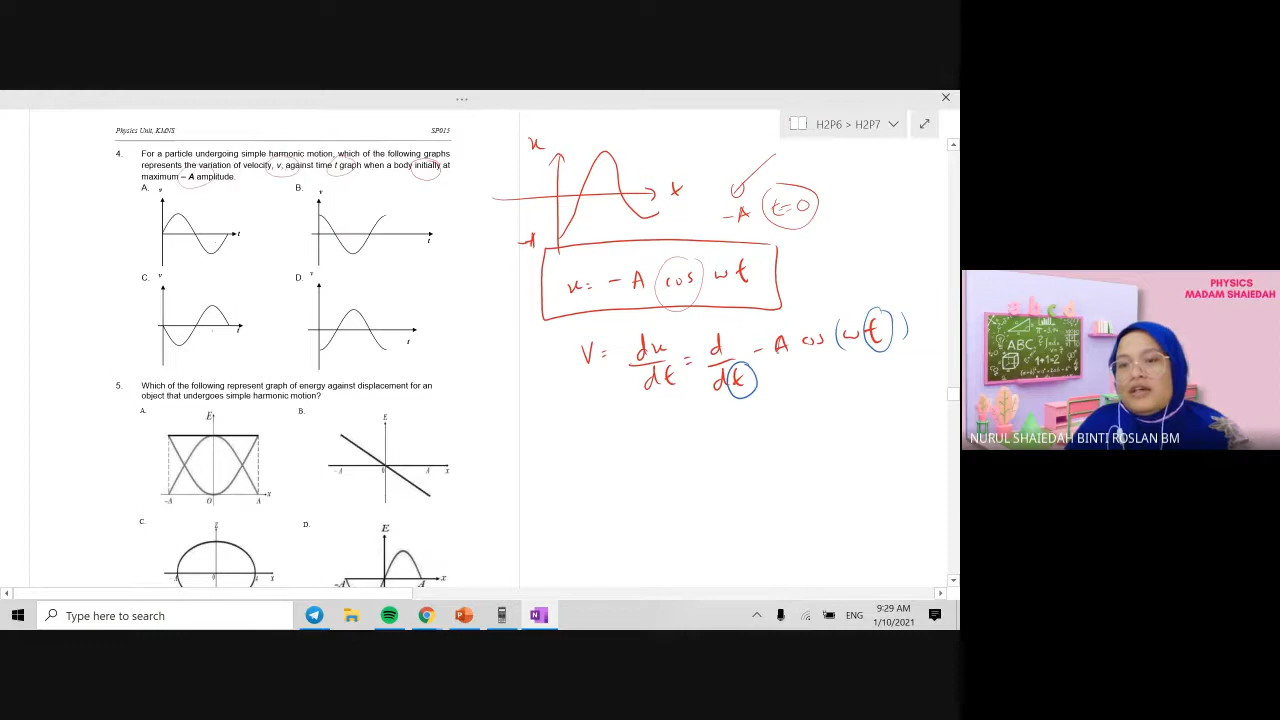 H2P6 > H2P7
Physics Unit, KMNS SP015
4. For a particle undergoing simple harmonic motion, which of the following graphs
represents the variation of velocity, v, against time t graph when a body initially at
maximum – A amplitude.
A. v
t
B. v
t
C. v
t
D. v
t
5. Which of the following represent graph of energy against displacement for an
object that undergoes simple harmonic motion?
A. E
-A O A x
B. E
-A 0 A x
C.
x
D. E
-A A x
x
-A
-A t=0
x = - A cos ωt
V = dx/dt = d/dt - A cos (ωt)
PHYSICS
MADAM SHAIEDAH
ABC
NURUL SHAIEDAH BINTI ROSLAN BM
Type here to search
ENG
9:29 AM
1/10/2021